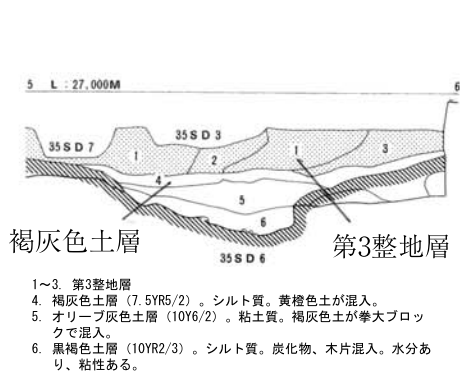 5 L：27,000M 6
35SD7
35SD3
1 2 1 3
4
5
6
褐灰色土層
第3整地層
35SD6
1～3．第3整地層
4．褐灰色土層（7.5YR5/2）。シルト質。黄橙色土が混入。
5．オリーブ灰色土層（10Y6/2）。粘土質。褐灰色土が拳大ブロッ
クで混入。
6．黒褐色土層（10YR2/3）。シルト質。炭化物、木片混入。水分あ
り、粘性ある。